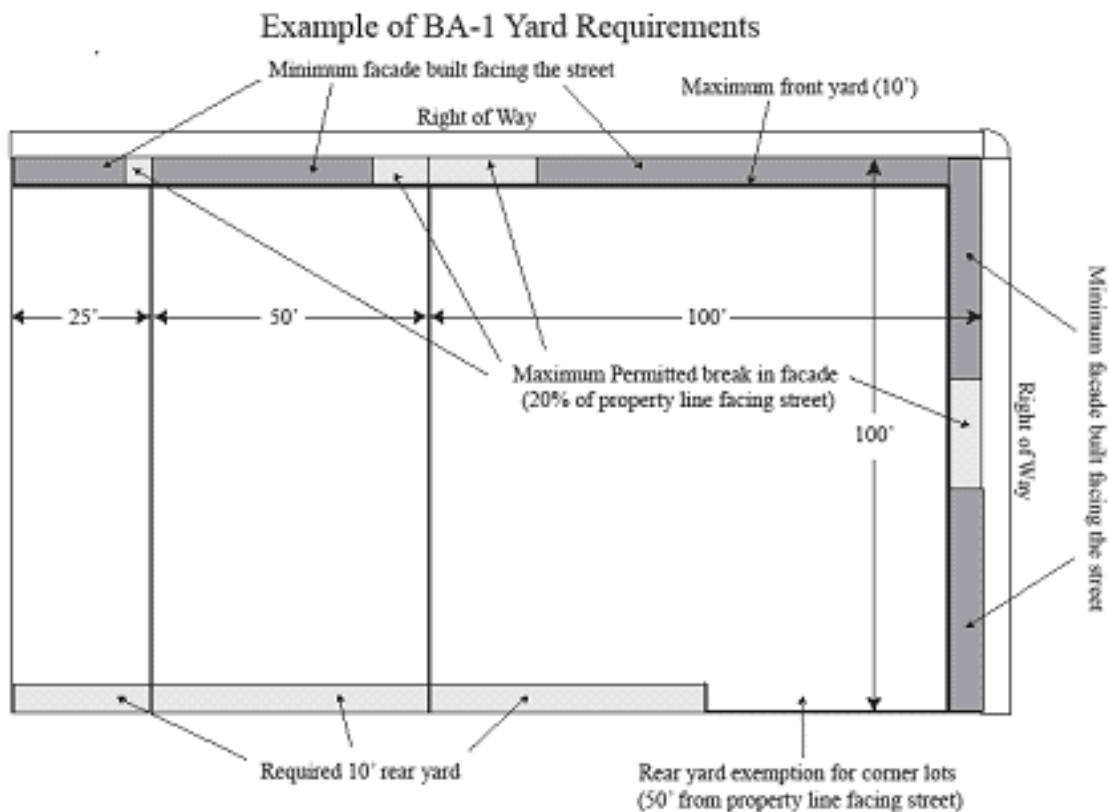 Example of BA-1 Yard Requirements
Minimum facade built facing the street
Maximum front yard (10')
Right of Way
25'
50'
100'
Maximum Permitted break in facade
(20% of property line facing street)
100'
Right of Way
Minimum facade built facing the street
Required 10' rear yard
Rear yard exemption for corner lots
(50' from property line facing street)